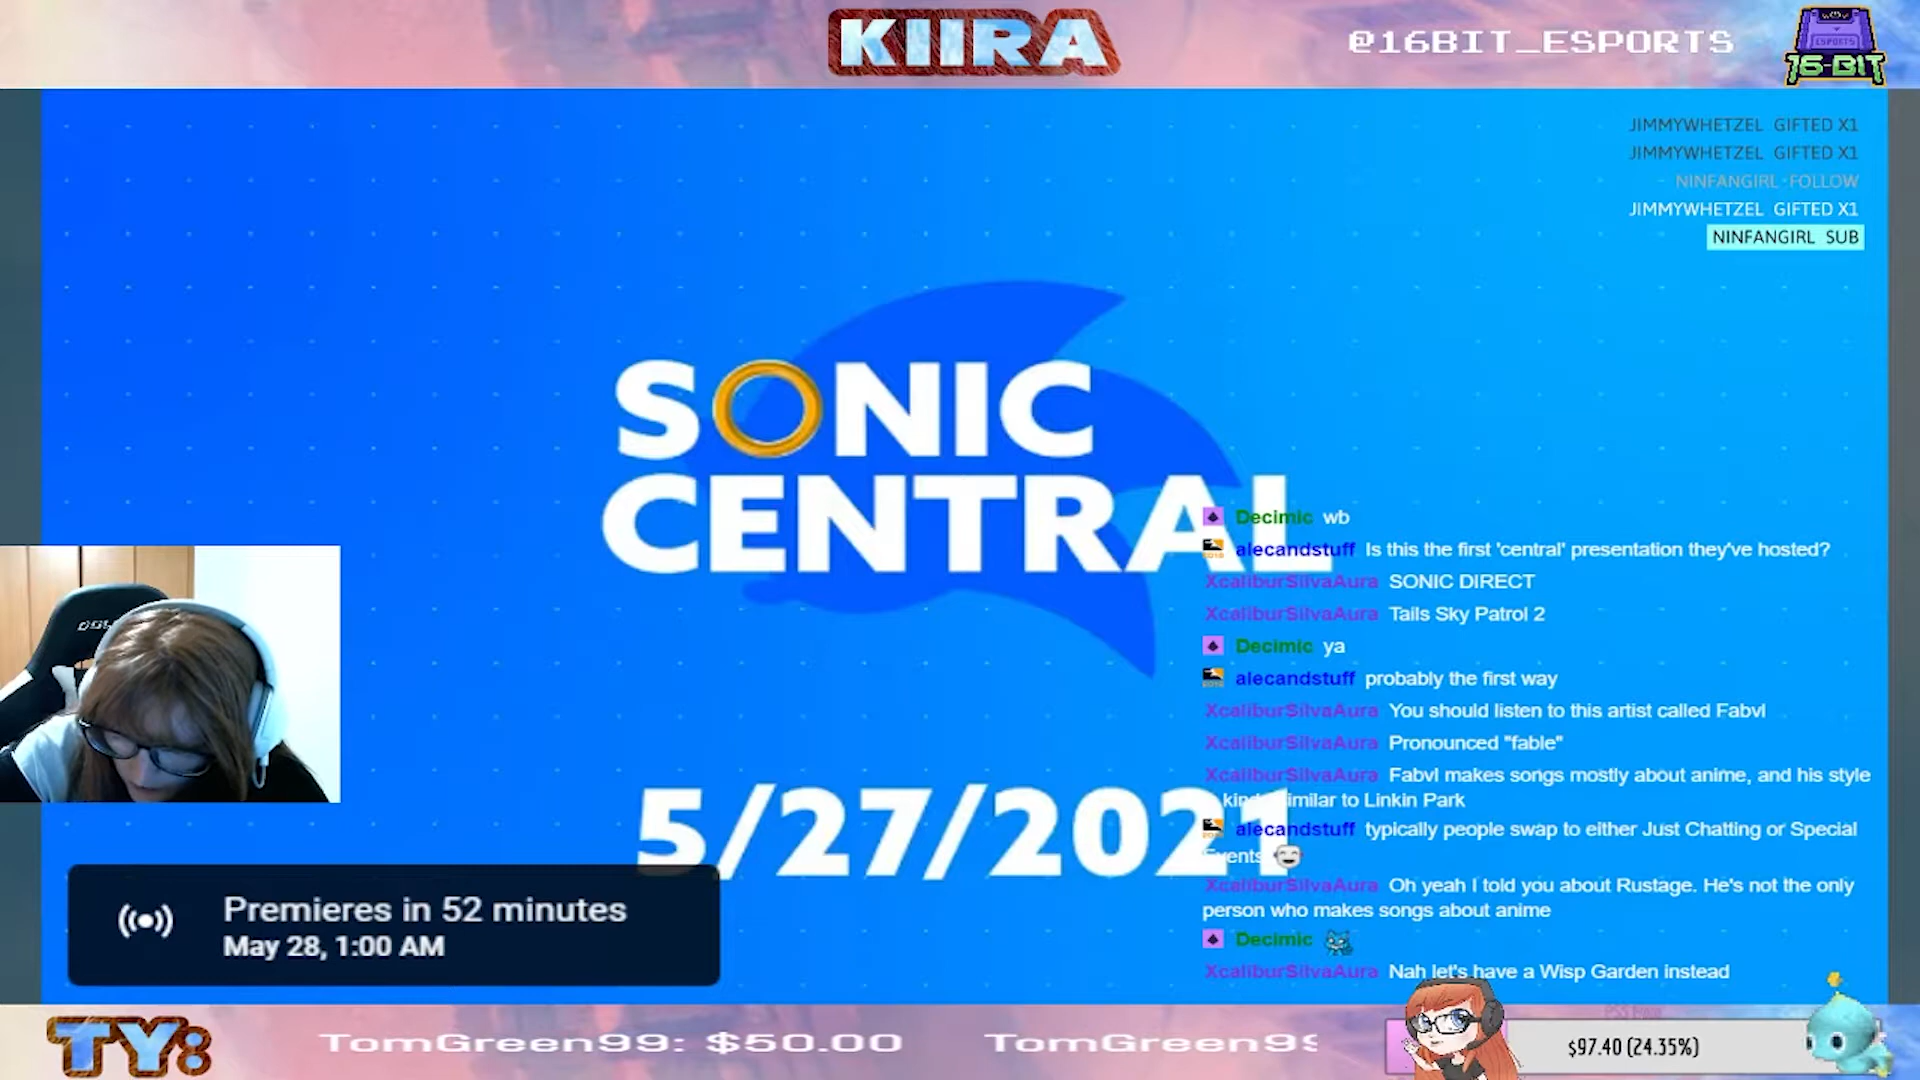 KIIRA
@16BIT_ESPORTS
ESPORTS
16-BIT
JIMMYWHETZEL GIFTED X1
JIMMYWHETZEL GIFTED X1
NINFANGIRL · FOLLOW
JIMMYWHETZEL GIFTED X1
NINFANGIRL SUB
SONIC
CENTRAL
5/27/2021
Decimic wb
alecandstuff Is this the first 'central' presentation they've hosted?
XcaliburSilvaAura SONIC DIRECT
XcaliburSilvaAura Tails Sky Patrol 2
Decimic ya
alecandstuff probably the first way
XcaliburSilvaAura You should listen to this artist called Fabvl
XcaliburSilvaAura Pronounced "fable"
XcaliburSilvaAura Fabvl makes songs mostly about anime, and his style
kinda similar to Linkin Park
alecandstuff typically people swap to either Just Chatting or Special
Events
XcaliburSilvaAura Oh yeah I told you about Rustage. He's not the only
person who makes songs about anime
Decimic
XcaliburSilvaAura Nah let's have a Wisp Garden instead
Premieres in 52 minutes
May 28, 1:00 AM
TY8
TomGreen99: $50.00 TomGreen99
$97.40 (24.35%)